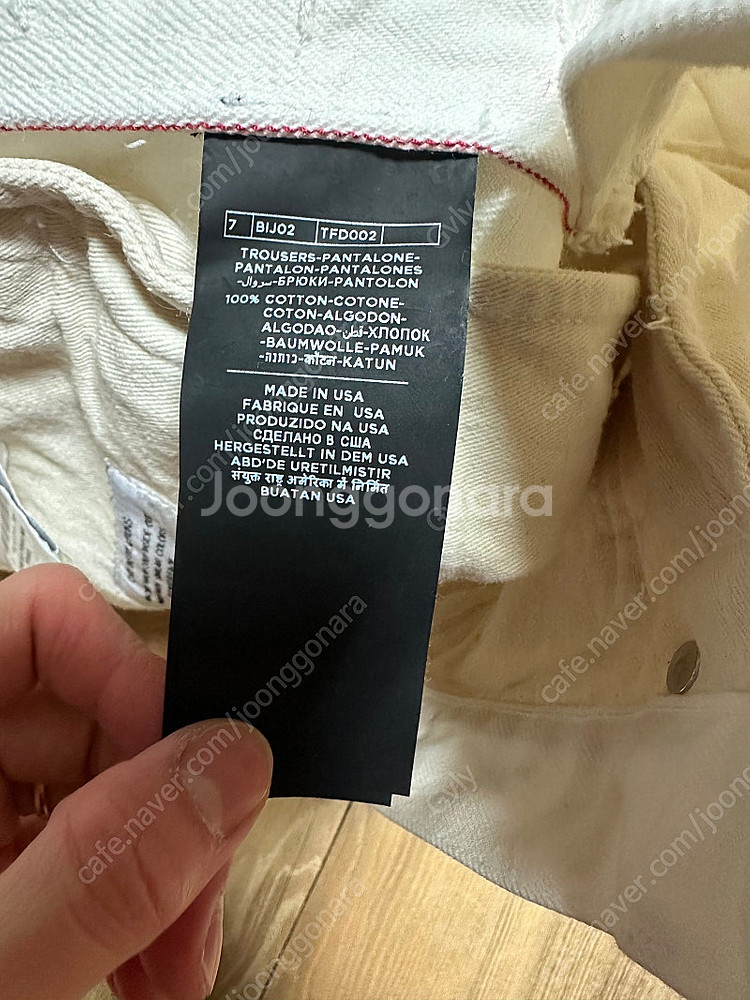 7 BIJ02 TFD002
TROUSERS-PANTALONE-
PANTALON-PANTALONES
-سروال-БРЮКИ-PANTOLON
100% COTTON-COTONE-
COTON-ALGODON-
ALGODAO-قطن-ХЛОПОК
-BAUMWOLLE-PAMUK
-כותנה-कॉटन-KATUN
MADE IN USA
FABRIQUE EN USA
PRODUZIDO NA USA
СДЕЛАНО В США
HERGESTELLT IN DEM USA
ABD'DE URETILMISTIR
संयुक्त राष्ट्र अमेरिका में निर्मित
BUATAN USA
Joonggonara
cafe.naver.com/joonggonara